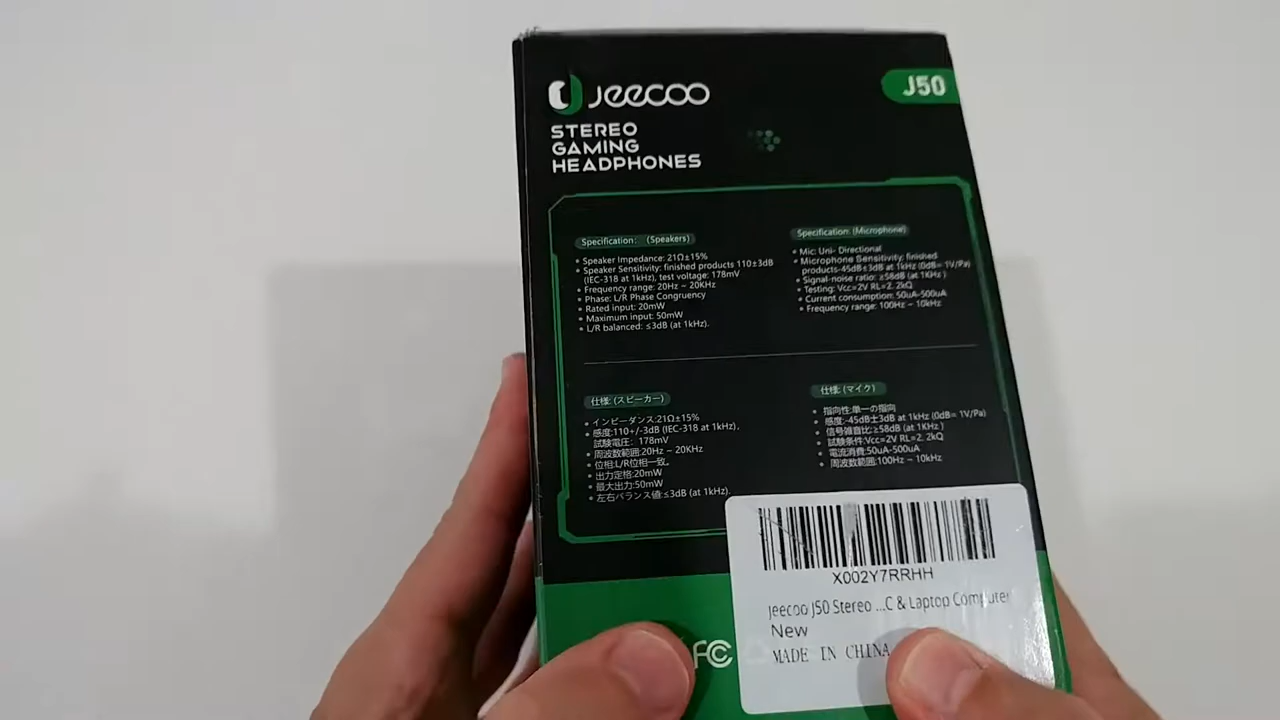 Jeecoo
J50
STEREO
GAMING
HEADPHONES
Specification: (Speakers)
• Speaker Impedance: 21Ω±15%
• Speaker Sensitivity: finished products 110±3dB
(IEC-318 at 1kHz), test voltage: 178mV
• Frequency range: 20Hz ~ 20KHz
• Phase: L/R Phase Congruency
• Rated input: 20mW
• Maximum input: 50mW
• L/R balanced: ≤3dB (at 1kHz).
Specification: (Microphone)
• Mic: Uni- Directional
• Microphone Sensitivity: finished
products-45dB±3dB at 1kHz (0dB= 1V/Pa)
• Signal-noise ratio: ≥58dB (at 1KHz )
• Testing: Vcc=2V RL=2. 2kΩ
• Current consumption: 50uA-500uA
• Frequency range: 100Hz ~ 10kHz
仕様: (スピーカー)
• インピーダンス:21Ω±15%
• 感度:110+/-3dB (IEC-318 at 1kHz)、
試験電圧: 178mV
• 周波数範囲:20Hz ~ 20KHz
• 位相:L/R位相一致。
• 出力定格:20mW
• 最大出力:50mW
• 左右バランス値:≤3dB (at 1kHz).
仕様: (マイク)
• 指向性:単一の指向
• 感度:-45dB±3dB at 1kHz (0dB= 1V/Pa)
• 信号雑音比:≥58dB (at 1KHz )
• 試験条件:Vcc=2V RL=2. 2kΩ
• 電流消費:50uA-500uA
• 周波数範囲:100Hz ~ 10kHz
X002Y7RRHH
Jeecoo J50 Stereo ...C & Laptop Computer
New
MADE IN CHINA
FC